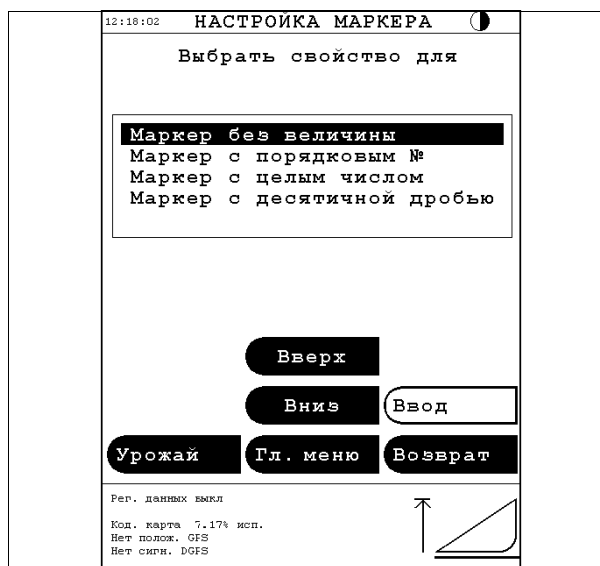 12:18:02 НАСТРОЙКА МАРКЕРА
Выбрать свойство для
Маркер без величины
Маркер с порядковым №
Маркер с целым числом
Маркер с десятичной дробью
Вверх
Вниз Ввод
Урожай Гл. меню Возврат
Рег. данных выкл
Код. карта 7.17% исп.
Нет полож. GPS
Нет сигн. DGPS